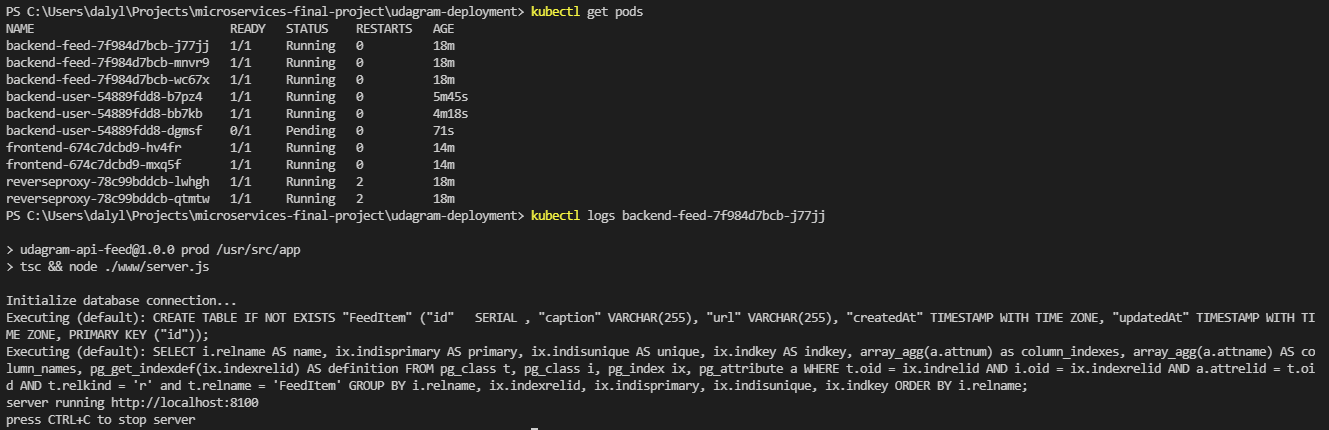 PS C:\Users\dalyl\Projects\microservices-final-project\udagram-deployment> kubectl get pods
NAME                            READY   STATUS    RESTARTS   AGE
backend-feed-7f984d7bcb-j77jj   1/1     Running   0          18m
backend-feed-7f984d7bcb-mnvr9   1/1     Running   0          18m
backend-feed-7f984d7bcb-wc67x   1/1     Running   0          18m
backend-user-54889fdd8-b7pz4    1/1     Running   0          5m45s
backend-user-54889fdd8-bb7kb    1/1     Running   0          4m18s
backend-user-54889fdd8-dgmsf    0/1     Pending   0          71s
frontend-674c7dcbd9-hv4fr       1/1     Running   0          14m
frontend-674c7dcbd9-mxq5f       1/1     Running   0          14m
reverseproxy-78c99bddcb-lwhgh   1/1     Running   2          18m
reverseproxy-78c99bddcb-qtmtw   1/1     Running   2          18m
PS C:\Users\dalyl\Projects\microservices-final-project\udagram-deployment> kubectl logs backend-feed-7f984d7bcb-j77jj
> udagram-api-feed@1.0.0 prod /usr/src/app
> tsc && node ./www/server.js
Initialize database connection...
Executing (default): CREATE TABLE IF NOT EXISTS "FeedItem" ("id"   SERIAL , "caption" VARCHAR(255), "url" VARCHAR(255), "createdAt" TIMESTAMP WITH TIME ZONE, "updatedAt" TIMESTAMP WITH TI
ME ZONE, PRIMARY KEY ("id"));
Executing (default): SELECT i.relname AS name, ix.indisprimary AS primary, ix.indisunique AS unique, ix.indkey AS indkey, array_agg(a.attnum) as column_indexes, array_agg(a.attname) AS co
lumn_names, pg_get_indexdef(ix.indexrelid) AS definition FROM pg_class t, pg_class i, pg_index ix, pg_attribute a WHERE t.oid = ix.indrelid AND i.oid = ix.indexrelid AND a.attrelid = t.oi
d AND t.relkind = 'r' and t.relname = 'FeedItem' GROUP BY i.relname, ix.indexrelid, ix.indisprimary, ix.indisunique, ix.indkey ORDER BY i.relname;
server running http://localhost:8100
press CTRL+C to stop server